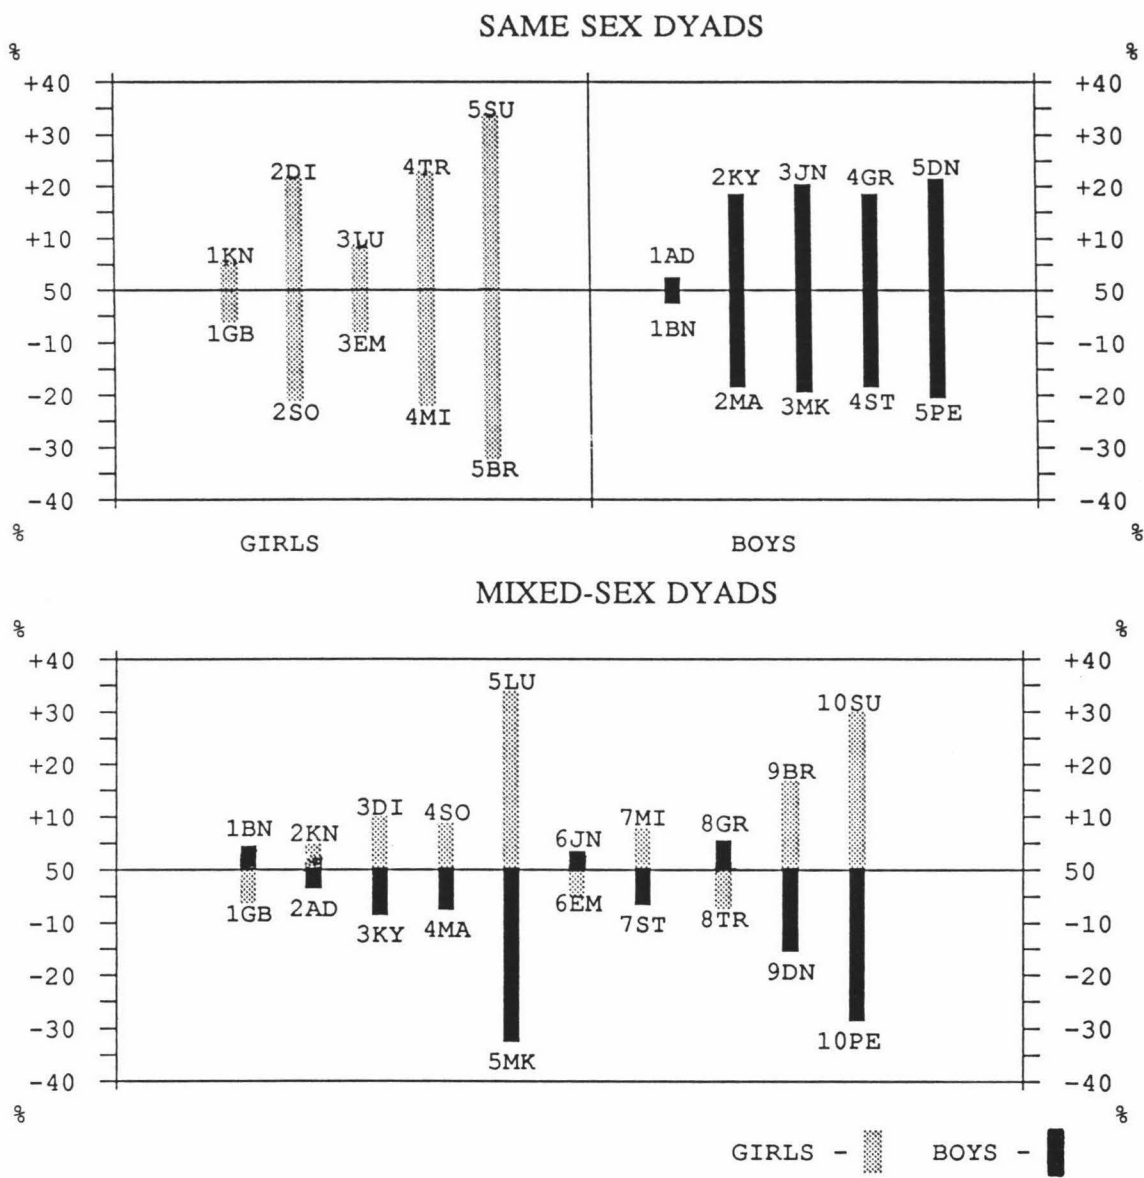 SAME SEX DYADS
% %
+40 +40
5SU
+30 +30
2DI 4TR 2KY 3JN 4GR 5DN
+20 +20
+10 3LU +10
1KN 1AD
50 50
1GB 1BN
-10 3EM -10
-20 2MA 3MK 4ST -20
2SO 4MI 5PE
-30 -30
5BR
-40 -40
% GIRLS BOYS %
MIXED-SEX DYADS
% %
+40 +40
5LU
+30 10SU +30
+20 9BR +20
+10 3DI 4SO 7MI 8GR +10
1BN 2KN 6JN
50 50
1GB 2AD 6EM
-10 3KY 4MA 7ST 8TR -10
-20 9DN -20
-30 10PE -30
5MK
-40 -40
% %
GIRLS - BOYS -